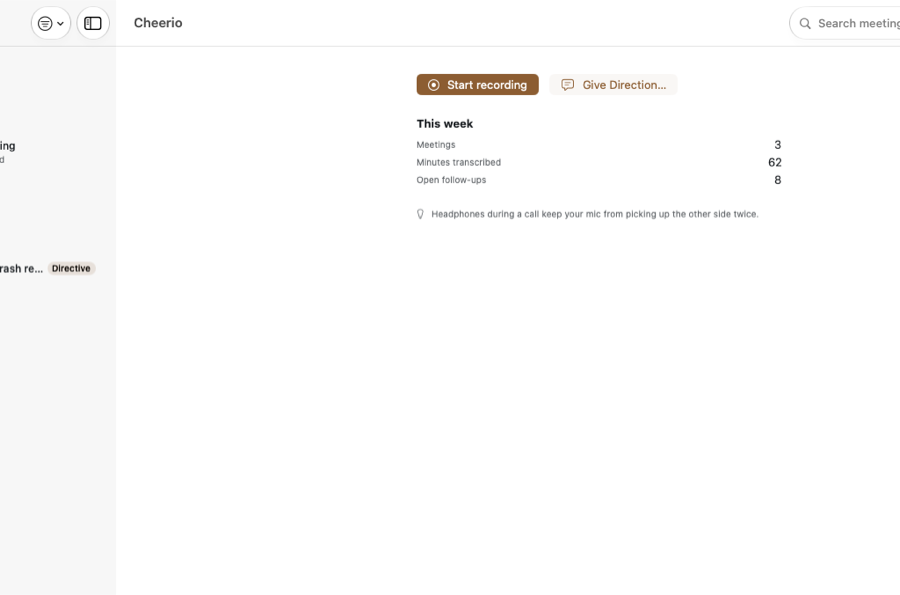 Cheerio
Search meeting
Start recording
Give Direction...
This week
Meetings 3
Minutes transcribed 62
Open follow-ups 8
Headphones during a call keep your mic from picking up the other side twice.
ing
d
rash re... Directive